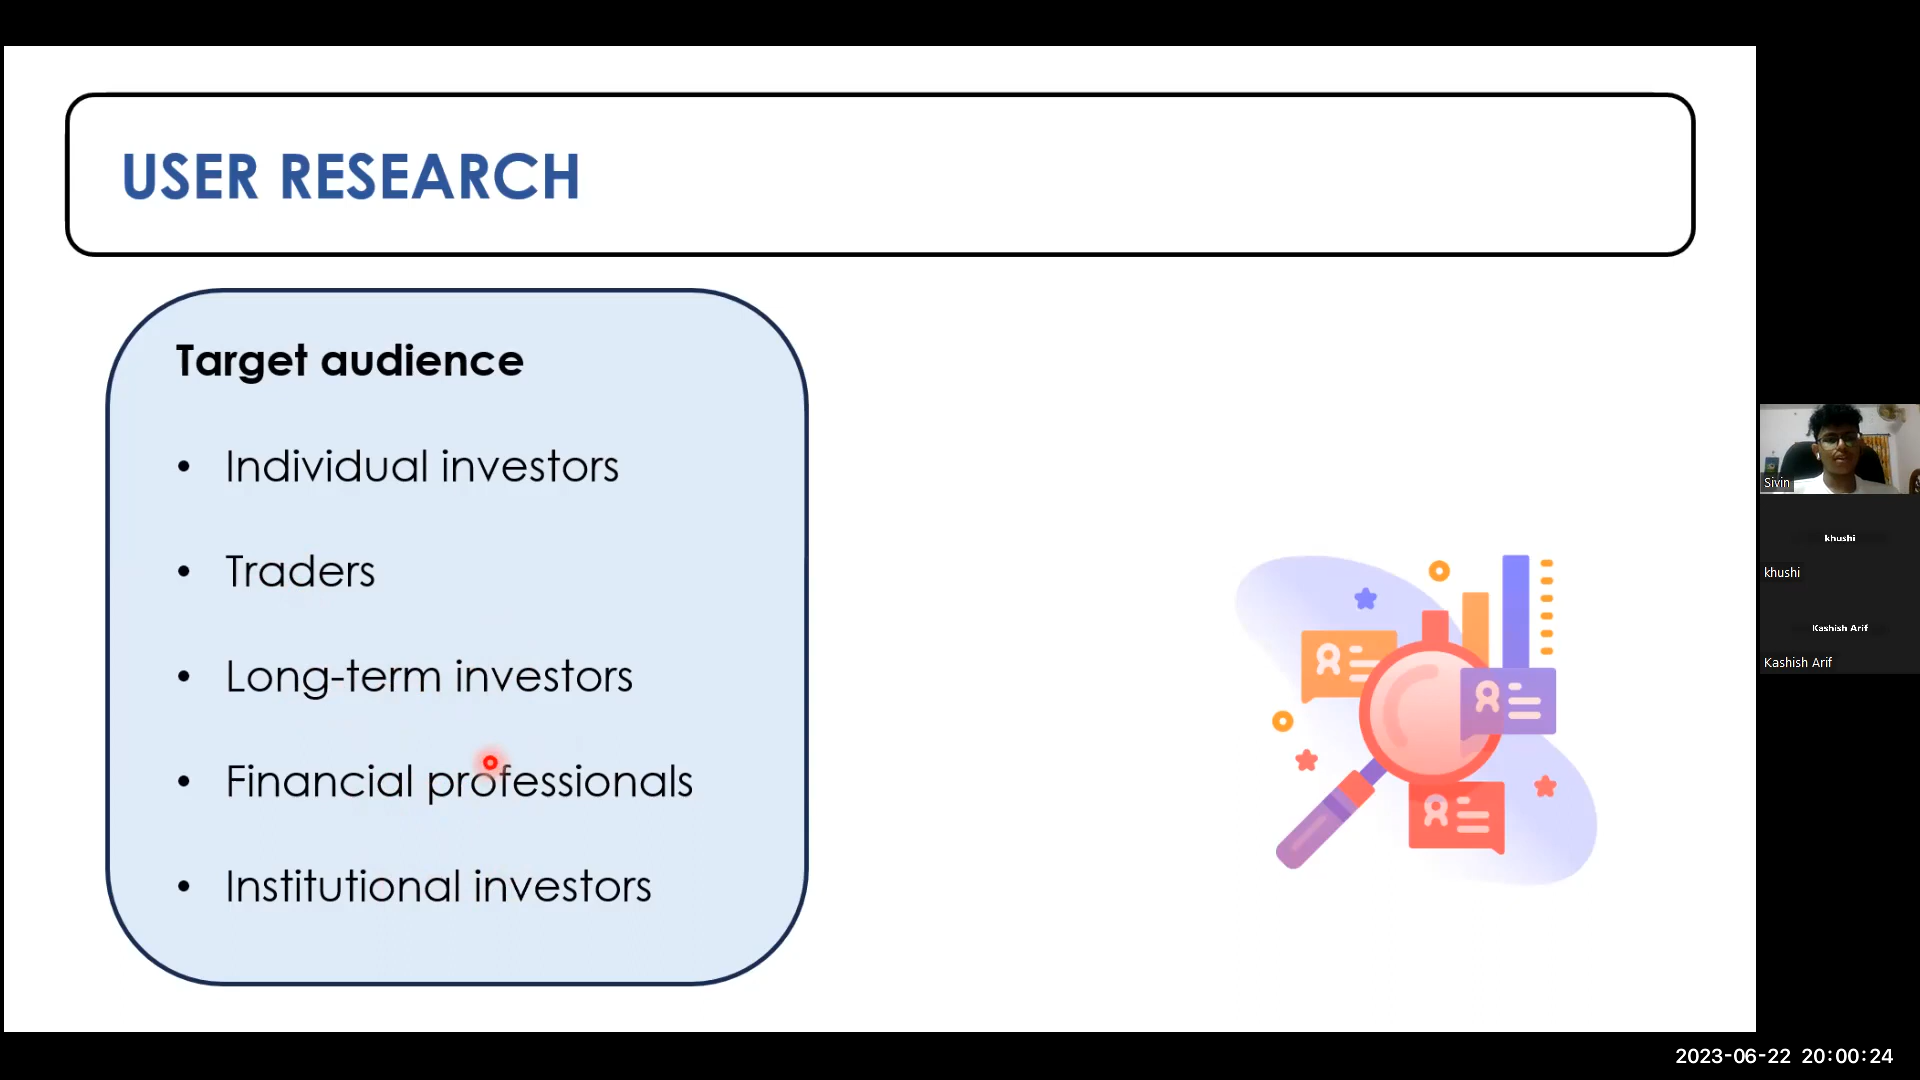 USER RESEARCH
Target audience
• Individual investors
• Traders
• Long-term investors
• Financial professionals
• Institutional investors
Sivin
khushi
khushi
Kashish Arif
Kashish Arif
2023-06-22 20:00:24